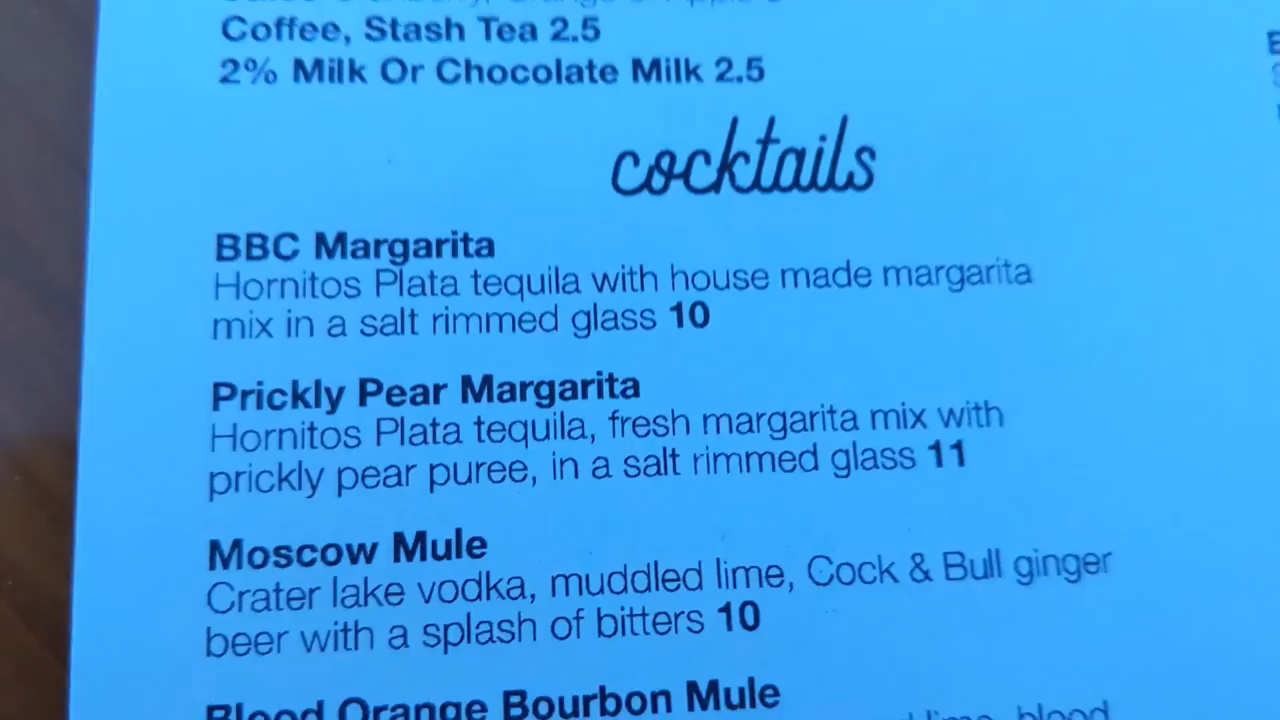 Coffee, Stash Tea 2.5
2% Milk Or Chocolate Milk 2.5
cocktails
BBC Margarita
Hornitos Plata tequila with house made margarita
mix in a salt rimmed glass 10
Prickly Pear Margarita
Hornitos Plata tequila, fresh margarita mix with
prickly pear puree, in a salt rimmed glass 11
Moscow Mule
Crater lake vodka, muddled lime, Cock & Bull ginger
beer with a splash of bitters 10
Blood Orange Bourbon Mule
lime, blood